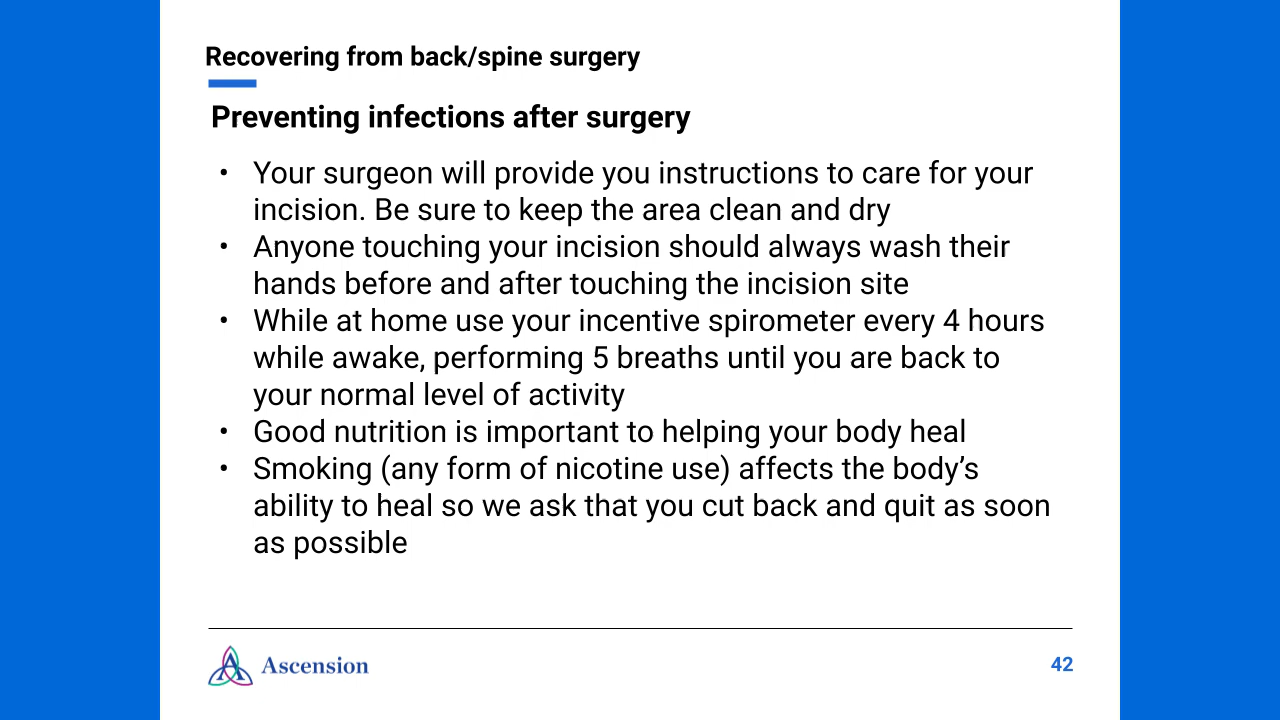 Recovering from back/spine surgery
Preventing infections after surgery
• Your surgeon will provide you instructions to care for your
incision. Be sure to keep the area clean and dry
• Anyone touching your incision should always wash their
hands before and after touching the incision site
• While at home use your incentive spirometer every 4 hours
while awake, performing 5 breaths until you are back to
your normal level of activity
• Good nutrition is important to helping your body heal
• Smoking (any form of nicotine use) affects the body’s
ability to heal so we ask that you cut back and quit as soon
as possible
Ascension
42